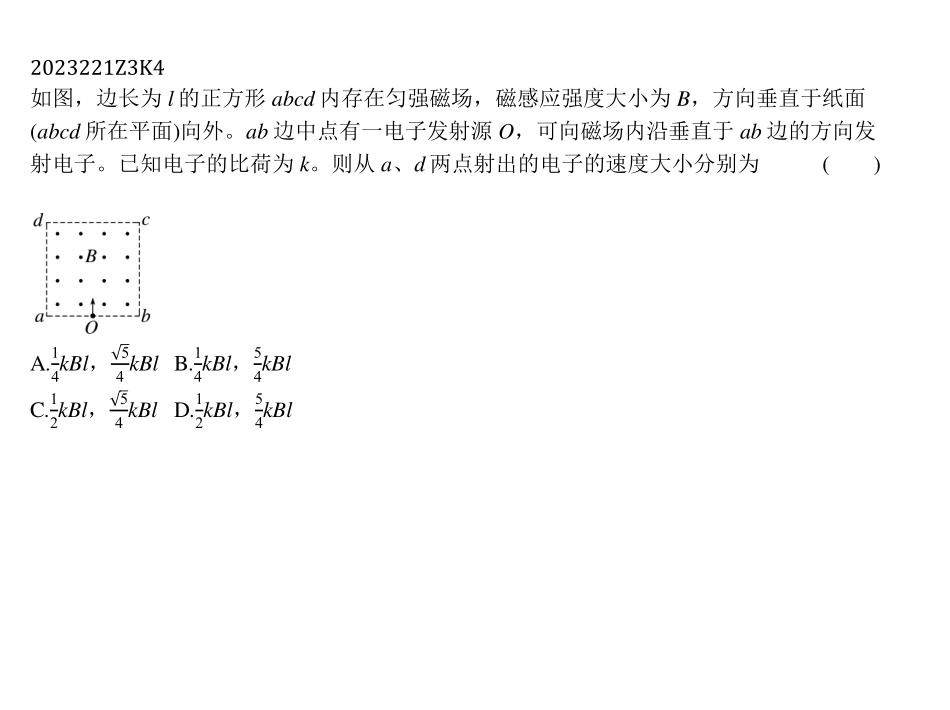 2023221Z3K4
如图，边长为 l 的正方形 abcd 内存在匀强磁场，磁感应强度大小为 B，方向垂直于纸面
(abcd 所在平面)向外。ab 边中点有一电子发射源 O，可向磁场内沿垂直于 ab 边的方向发
射电子。已知电子的比荷为 k。则从 a、d 两点射出的电子的速度大小分别为 ( )
d c
B
a b
O
A.\frac{1}{4}kBl，\frac{\sqrt{5}}{4}kBl B.\frac{1}{4}kBl，\frac{5}{4}kBl
C.\frac{1}{2}kBl，\frac{\sqrt{5}}{4}kBl D.\frac{1}{2}kBl，\frac{5}{4}kBl